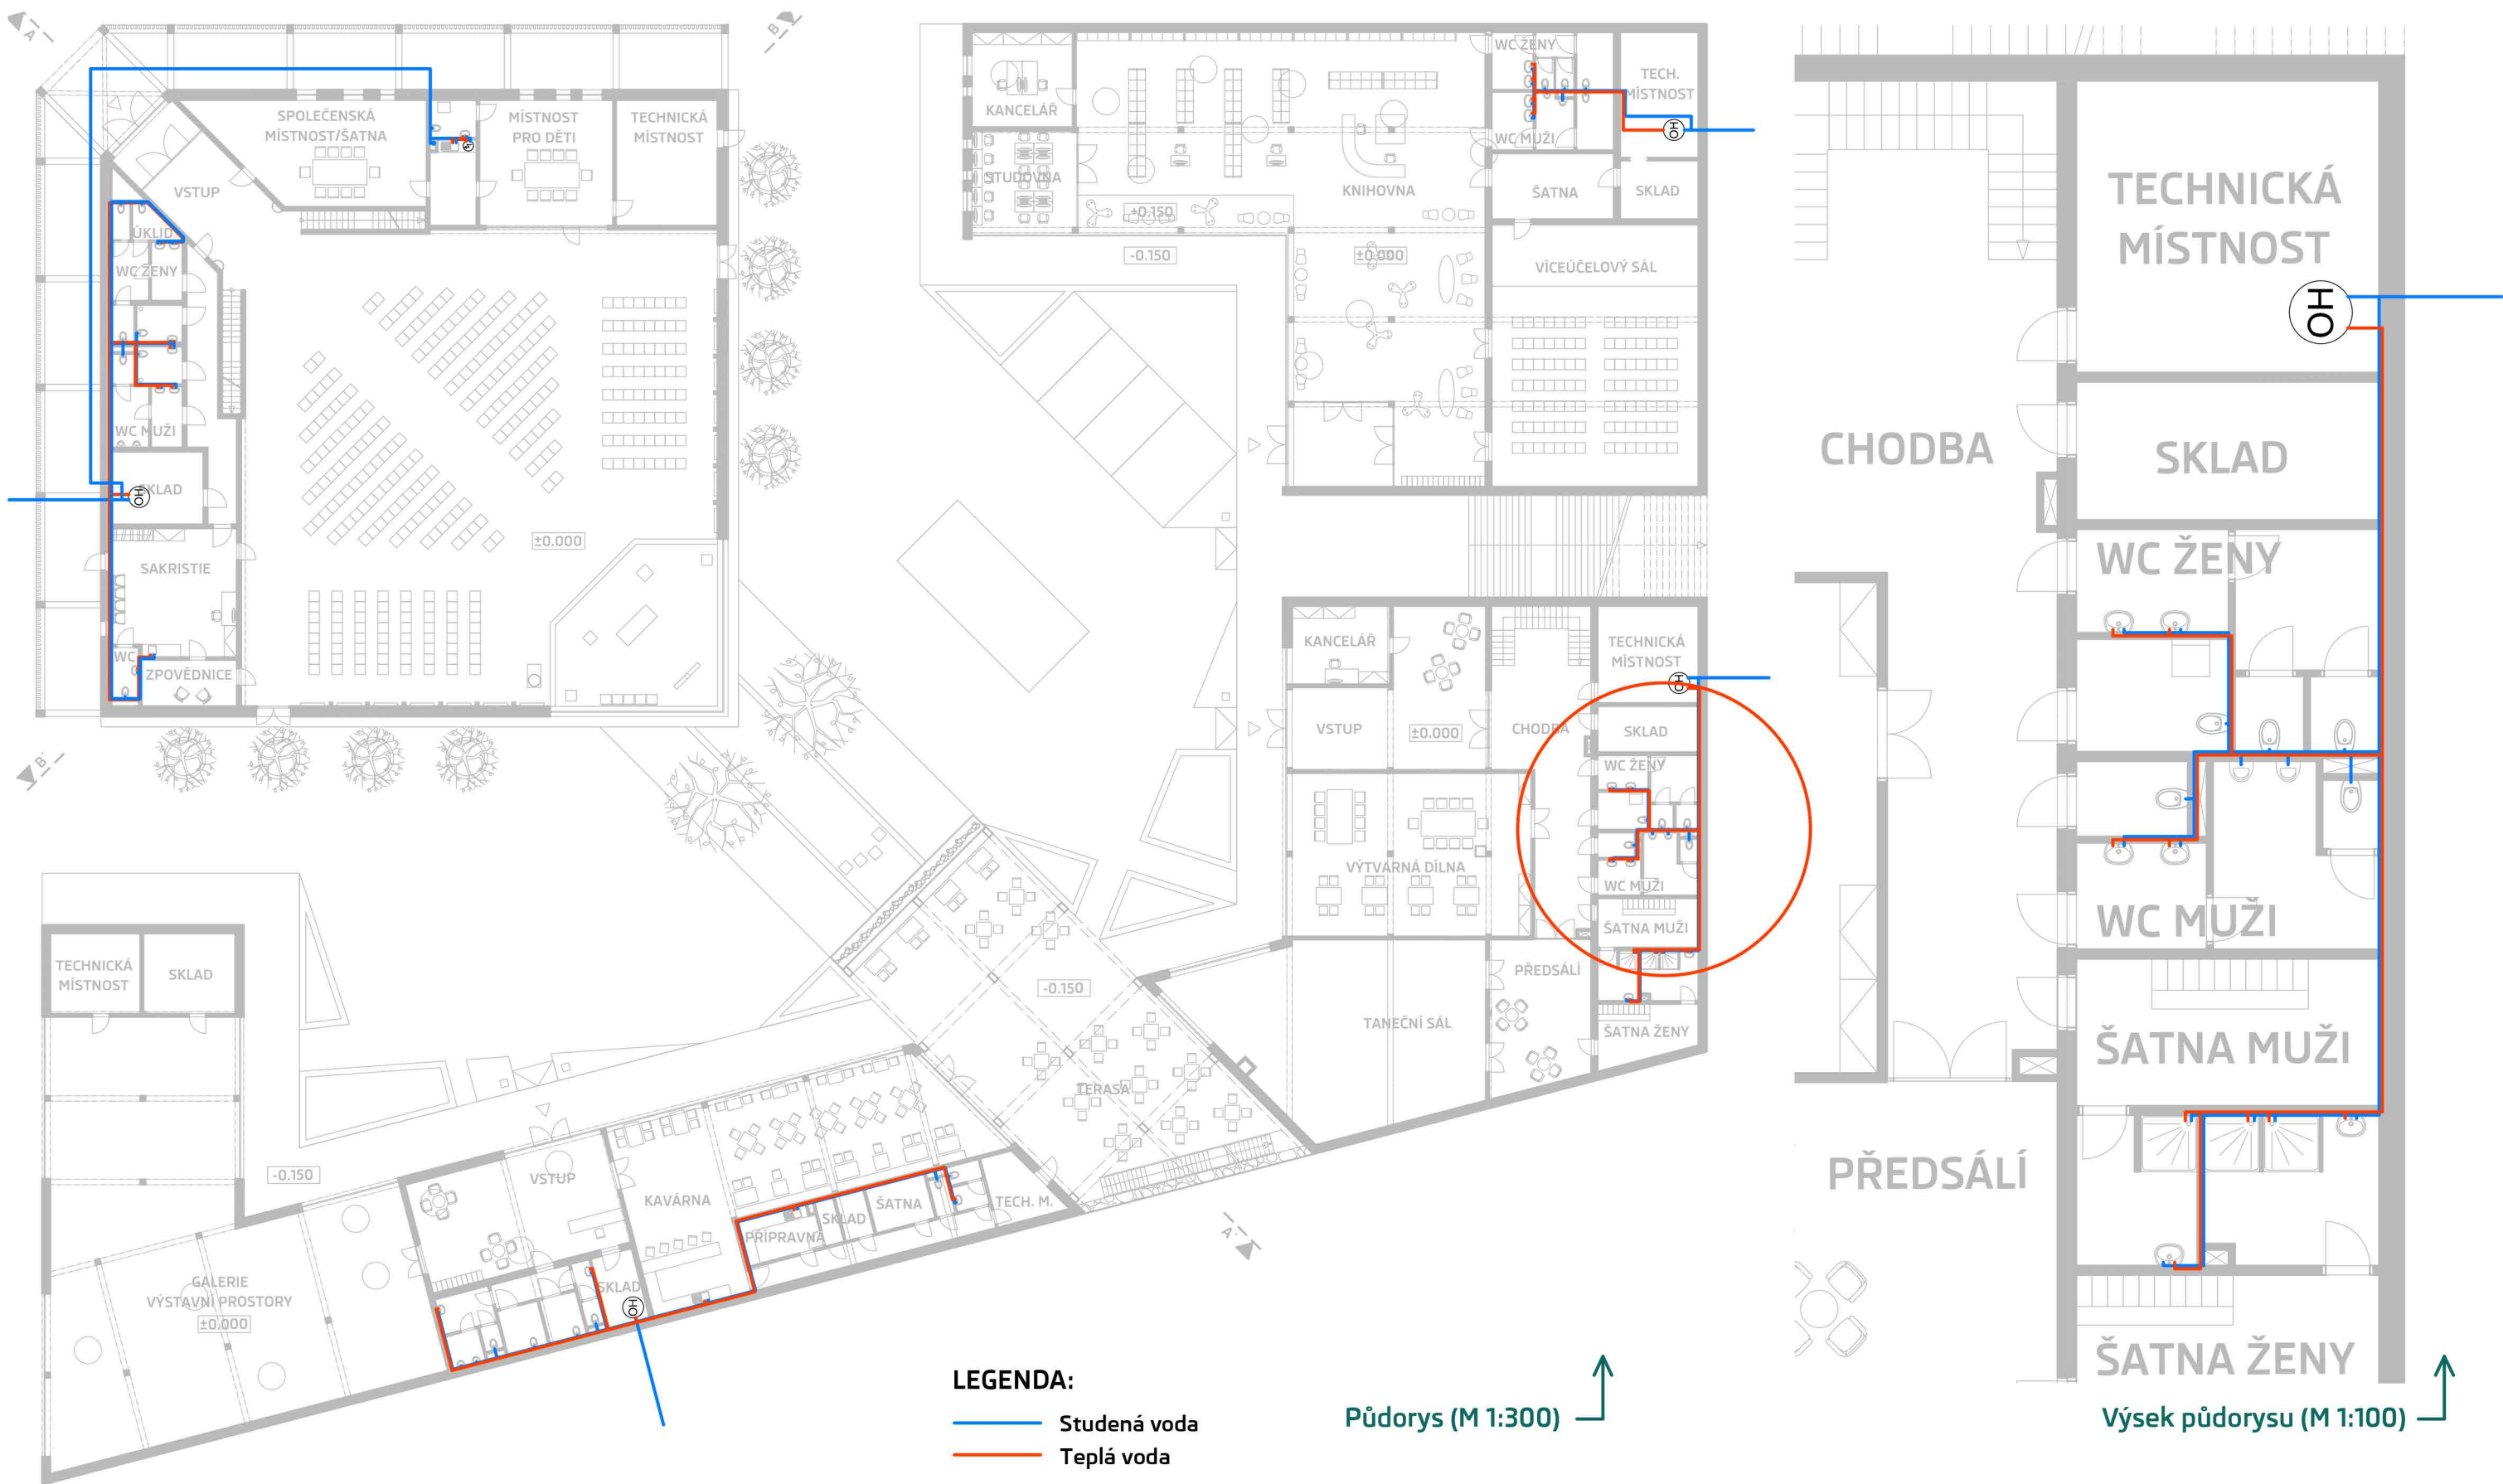 A
B
SPOLEČENSKÁ
MÍSTNOST/ŠATNA
MÍSTNOST
PRO DĚTI
TECHNICKÁ
MÍSTNOST
VSTUP
ÚKLID
WC ŽENY
WC MUŽI
SKLAD
HO
±0.000
SAKRISTIE
WC
ZPOVĚDNICE
B
KANCELÁŘ
STUDOVNA
±0.150
-0.150
KNIHOVNA
±0.000
WC ŽENY
WC MUŽI
TECH.
MÍSTNOST
HO
ŠATNA
SKLAD
VÍCEÚČELOVÝ SÁL
KANCELÁŘ
TECHNICKÁ
MÍSTNOST
HO
VSTUP
±0.000
CHODBA
SKLAD
WC ŽENY
VÝTVARNÁ DÍLNA
WC MUŽI
ŠATNA MUŽI
PŘEDSÁLÍ
TANEČNÍ SÁL
ŠATNA ŽENY
TECHNICKÁ
MÍSTNOST
SKLAD
-0.150
-0.150
TERASA
VSTUP
KAVÁRNA
PŘÍPRAVNA
SKLAD
ŠATNA
TECH. M.
A
GALERIE
VÝSTAVNÍ PROSTORY
±0.000
SKLAD
HO
TECHNICKÁ
MÍSTNOST
HO
CHODBA
SKLAD
WC ŽENY
WC MUŽI
ŠATNA MUŽI
PŘEDSÁLÍ
ŠATNA ŽENY
LEGENDA:
Studená voda
Teplá voda
Půdorys (M 1:300)
Výsek půdorysu (M 1:100)